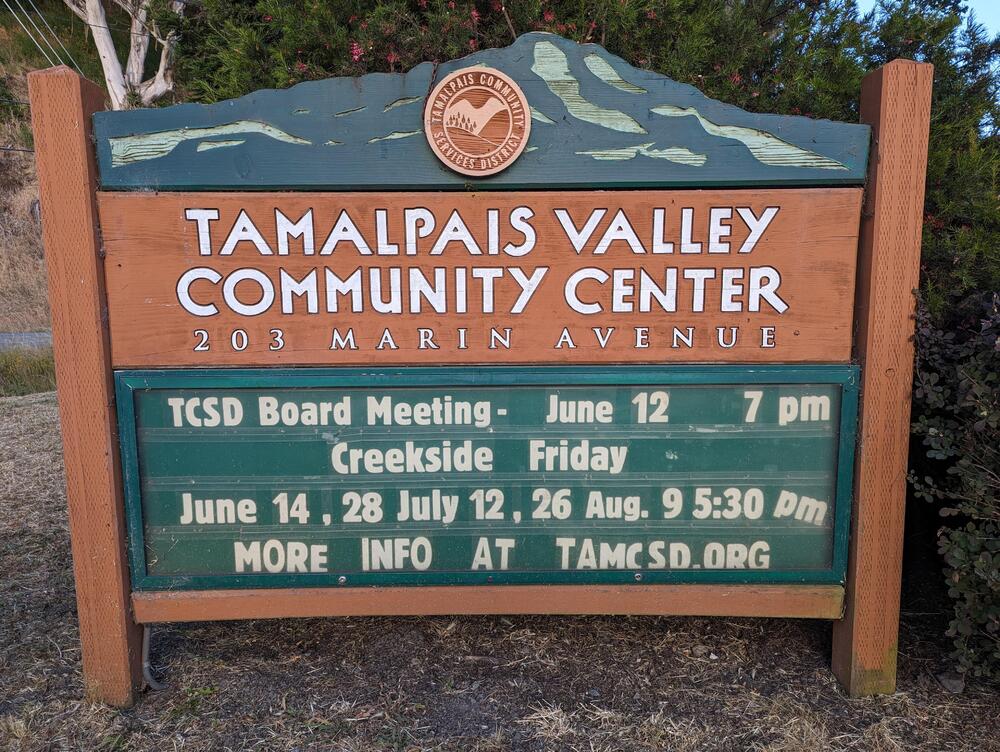 TAMALPAIS COMMUNITY
SERVICES DISTRICT
TAMALPAIS VALLEY
COMMUNITY CENTER
203 MARIN AVENUE
TCSD Board Meeting- June 12 7 pm
Creekside Friday
June 14 , 28 July 12 , 26 Aug. 9 5:30 pm
MORE INFO AT TAMCSD.ORG